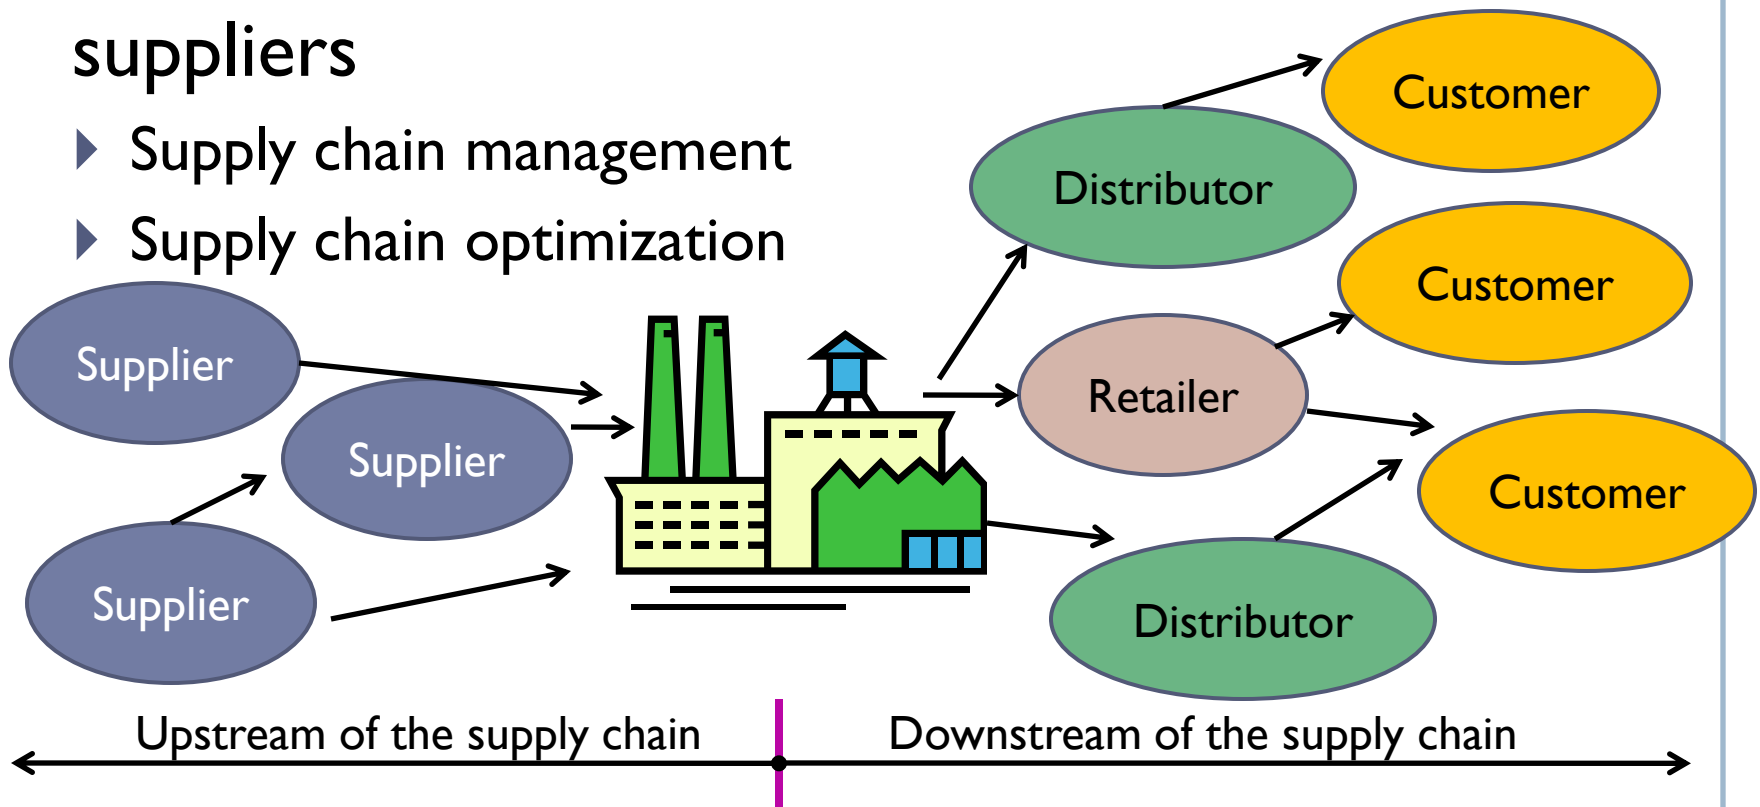 suppliers
Supply chain management
Supply chain optimization
Customer
Distributor
Customer
Supplier
Retailer
Supplier
Customer
Supplier
Distributor
Upstream of the supply chain
Downstream of the supply chain